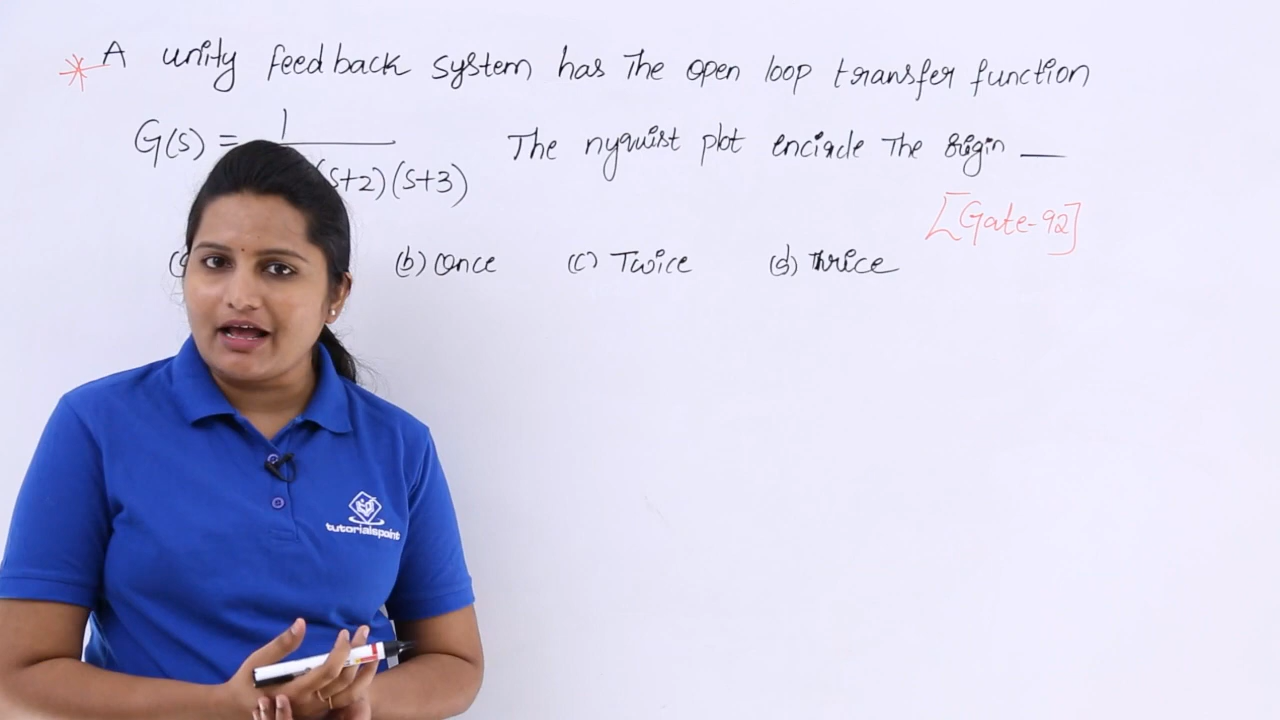 * A unity feedback system has the open loop transfer function
G(s) = 1 / (s+2)(s+3) The nyquist plot encircle the origin __
[Gate-92]
(b) Once (c) Twice (d) Thrice
tutorialspoint